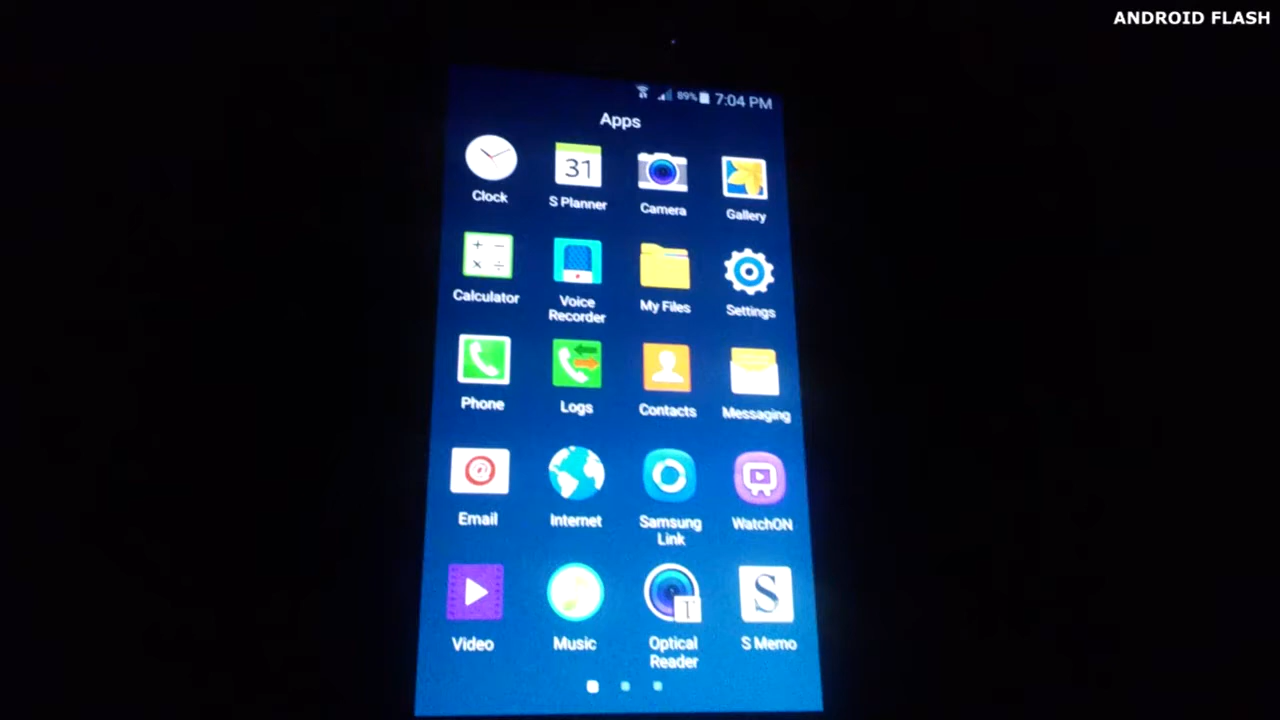 ANDROID FLASH
89% 7:04 PM
Apps
31
Clock
S Planner
Camera
Gallery
Calculator
Voice
Recorder
My Files
Settings
Phone
Logs
Contacts
Messaging
@
Email
Internet
Samsung
Link
WatchON
T
S
Video
Music
Optical
Reader
S Memo